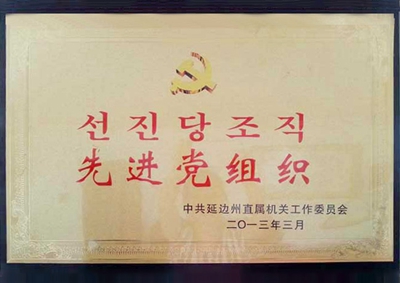 선진당조직
先进党组织
中共延边州直属机关工作委员会
二〇一三年三月